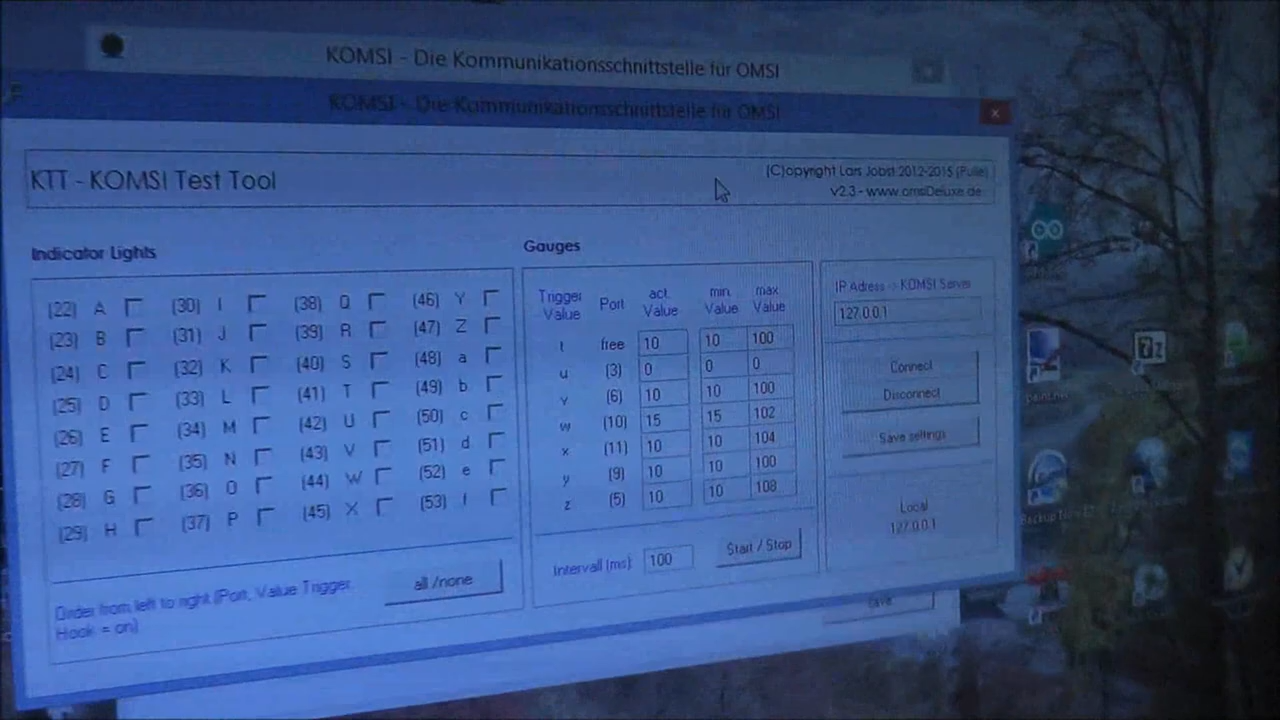 KOMSI - Die Kommunikationsschnittstelle für OMSI
KOMSI - Die Kommunikationsschnittstelle für OMSI
KTT - KOMSI Test Tool
(C)opyright Lars Jobst 2012-2015 (Pulle)
v2.3 - www.omsiDeluxe.de
Indicator Lights
(22) A (30) I (38) Q (46) Y
(23) B (31) J (39) R (47) Z
(24) C (32) K (40) S (48) a
(25) D (33) L (41) T (49) b
(26) E (34) M (42) U (50) c
(27) F (35) N (43) V (51) d
(28) G (36) O (44) W (52) e
(29) H (37) P (45) X (53) f
Order from left to right (Port, Value Trigger,
Hook = on)
all /none
Gauges
Trigger Value Port act. Value min. Value max Value
t free 10 10 100
u (3) 0 0 0
v (6) 10 10 100
w (10) 15 15 102
x (11) 10 10 104
y (9) 10 10 100
z (5) 10 10 108
Intervall (ms) 100 Start / Stop
IP Adress -> KOMSI Server
127.0.0.1
Connect
Disconnect
Save settings
Local
127.0.0.1
Save
paint.net
7z